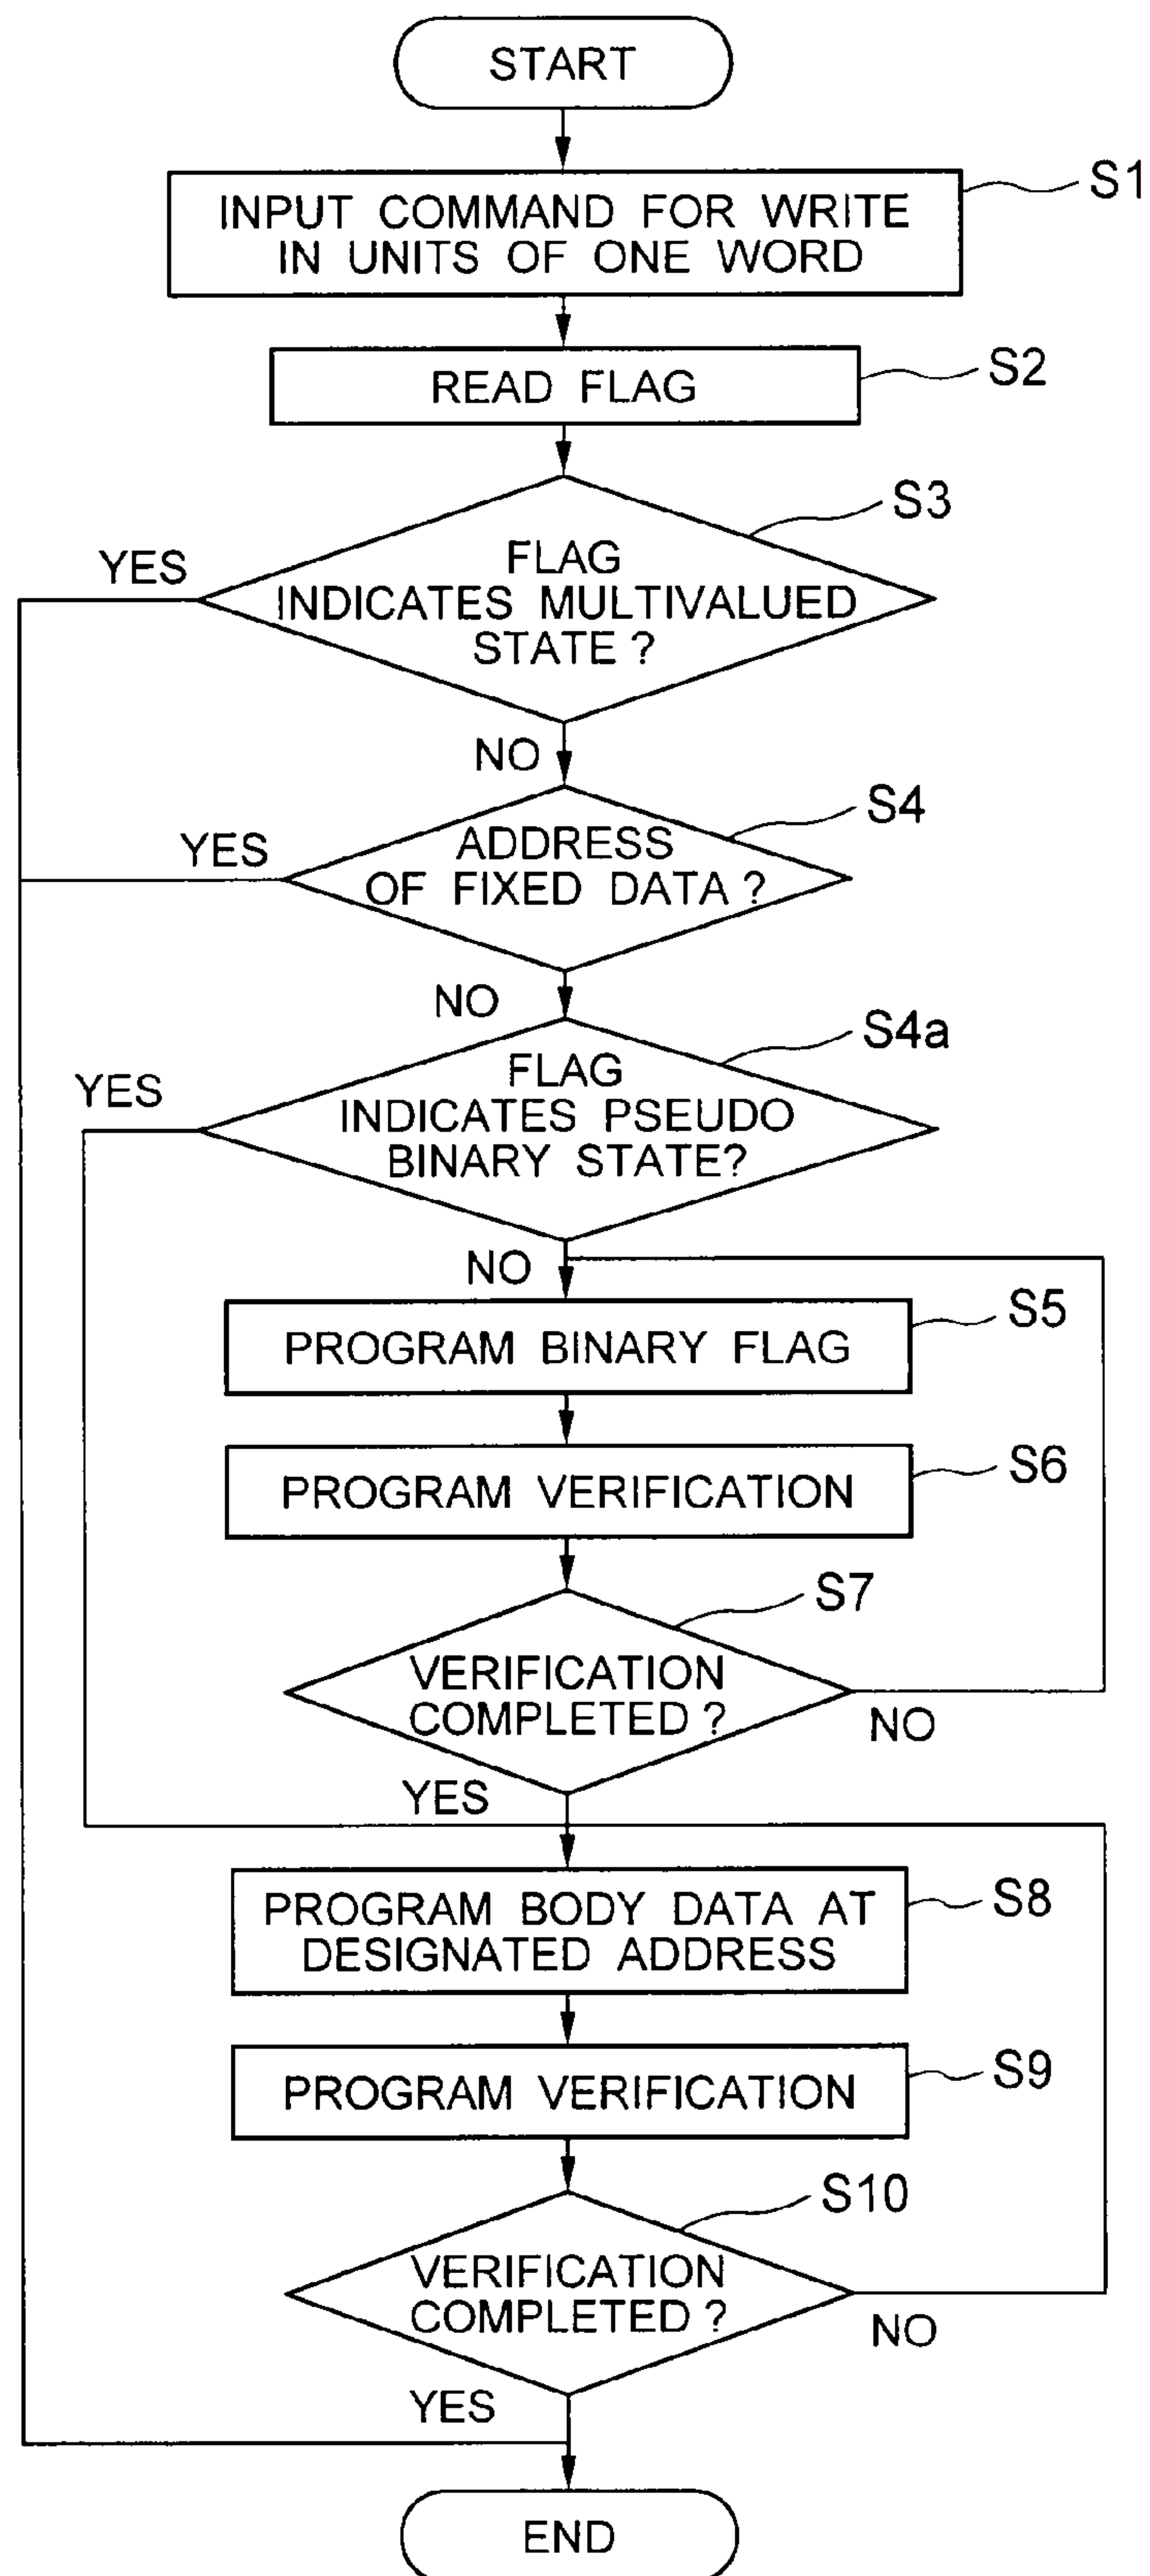 START
S1
INPUT COMMAND FOR WRITE
IN UNITS OF ONE WORD
S2
READ FLAG
S3
YES
FLAG
INDICATES MULTIVALUED
STATE ?
NO
S4
YES
ADDRESS
OF FIXED DATA ?
NO
S4a
YES
FLAG
INDICATES PSEUDO
BINARY STATE?
NO
S5
PROGRAM BINARY FLAG
S6
PROGRAM VERIFICATION
S7
VERIFICATION
COMPLETED ?
NO
YES
S8
PROGRAM BODY DATA AT
DESIGNATED ADDRESS
S9
PROGRAM VERIFICATION
S10
VERIFICATION
COMPLETED ?
NO
YES
END